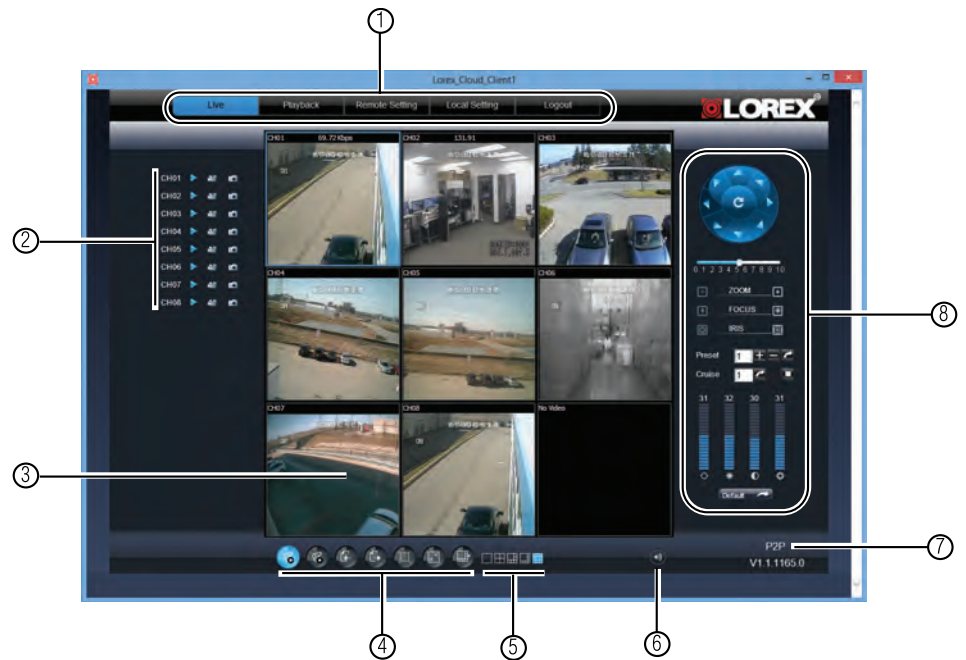 1
Lorex_Cloud_Client1
Live Playback Remote Setting Local Setting Logout
LOREX
CH01 69.72Kbps
CH02 131.91
CH03
CH01
CH02
CH03
CH04
CH05
CH06
CH07
CH08
2
CH04
CH05
CH06
CH07
CH08
No Video
0 1 2 3 4 5 6 7 8 9 10
ZOOM
FOCUS
IRIS
Preset 1
Cruise 1
31 32 30 31
Default
8
3
P2P
V1.1.1165.0
7
4
5
6